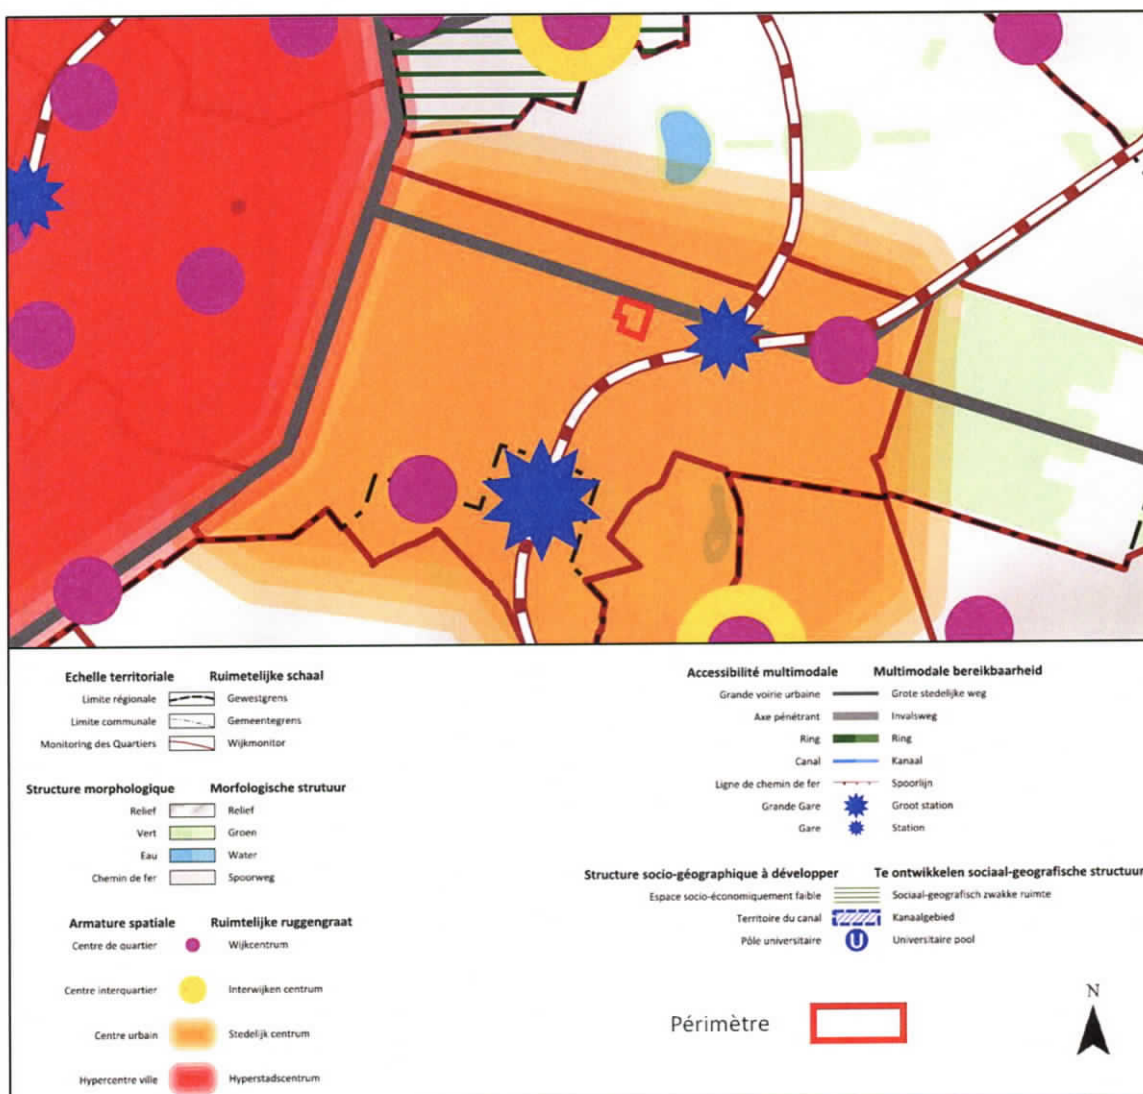 Echelle territoriale Ruimetelijke schaal
Limite régionale Gewestgrens
Limite communale Gemeentegrens
Monitoring des Quartiers Wijkmonitor
Structure morphologique Morfologische strutuur
Relief Relief
Vert Groen
Eau Water
Chemin de fer Spoorweg
Armature spatiale Ruimtelijke ruggengraat
Centre de quartier Wijkcentrum
Centre interquartier Interwijken centrum
Centre urbain Stedelijk centrum
Hypercentre ville Hyperstadscentrum
Accessibilité multimodale Multimodale bereikbaarheid
Grande voirie urbaine Grote stedelijke weg
Axe pénétrant Invalsweg
Ring Ring
Canal Kanaal
Ligne de chemin de fer Spoorlijn
Grande Gare Groot station
Gare Station
Structure socio-géographique à développer Te ontwikkelen sociaal-geografische structuur
Espace socio-économiquement faible Sociaal-geografisch zwakke ruimte
Territoire du canal Kanaalgebied
Pôle universitaire U Universitaire pool
Périmètre
N